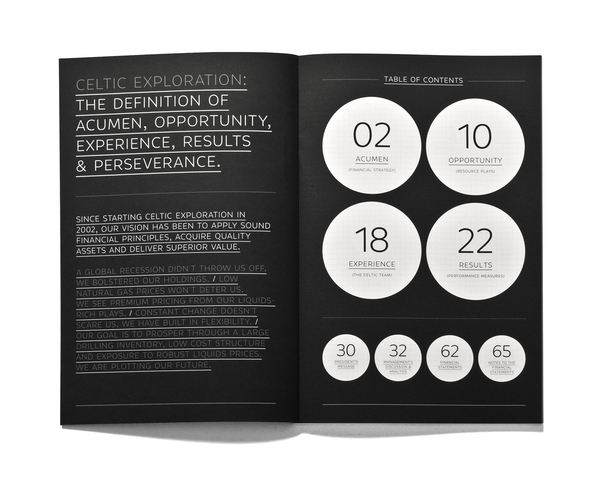 CELTIC EXPLORATION:
THE DEFINITION OF
ACUMEN, OPPORTUNITY,
EXPERIENCE, RESULTS
& PERSEVERANCE.
SINCE STARTING CELTIC EXPLORATION IN
2002, OUR VISION HAS BEEN TO APPLY SOUND
FINANCIAL PRINCIPLES, ACQUIRE QUALITY
ASSETS AND DELIVER SUPERIOR VALUE.
A GLOBAL RECESSION DIDN'T THROW US OFF,
WE BOLSTERED OUR HOLDINGS. / LOW
NATURAL GAS PRICES WON'T DETER US,
WE SEE PREMIUM PRICING FROM OUR LIQUIDS-
RICH PLAYS. / CONSTANT CHANGE DOESN'T
SCARE US, WE HAVE BUILT IN FLEXIBILITY. /
OUR GOAL IS TO PROSPER THROUGH A LARGE
DRILLING INVENTORY, LOW COST STRUCTURE
AND EXPOSURE TO ROBUST LIQUIDS PRICES.
WE ARE PLOTTING OUR FUTURE.
TABLE OF CONTENTS
02
ACUMEN
(FINANCIAL STRATEGY)
10
OPPORTUNITY
(RESOURCE PLAYS)
18
EXPERIENCE
(THE CELTIC TEAM)
22
RESULTS
(PERFORMANCE MEASURES)
30
PRESIDENT'S
MESSAGE
32
MANAGEMENT'S
DISCUSSION &
ANALYSIS
62
FINANCIAL
STATEMENTS
65
NOTES TO THE
FINANCIAL
STATEMENTS